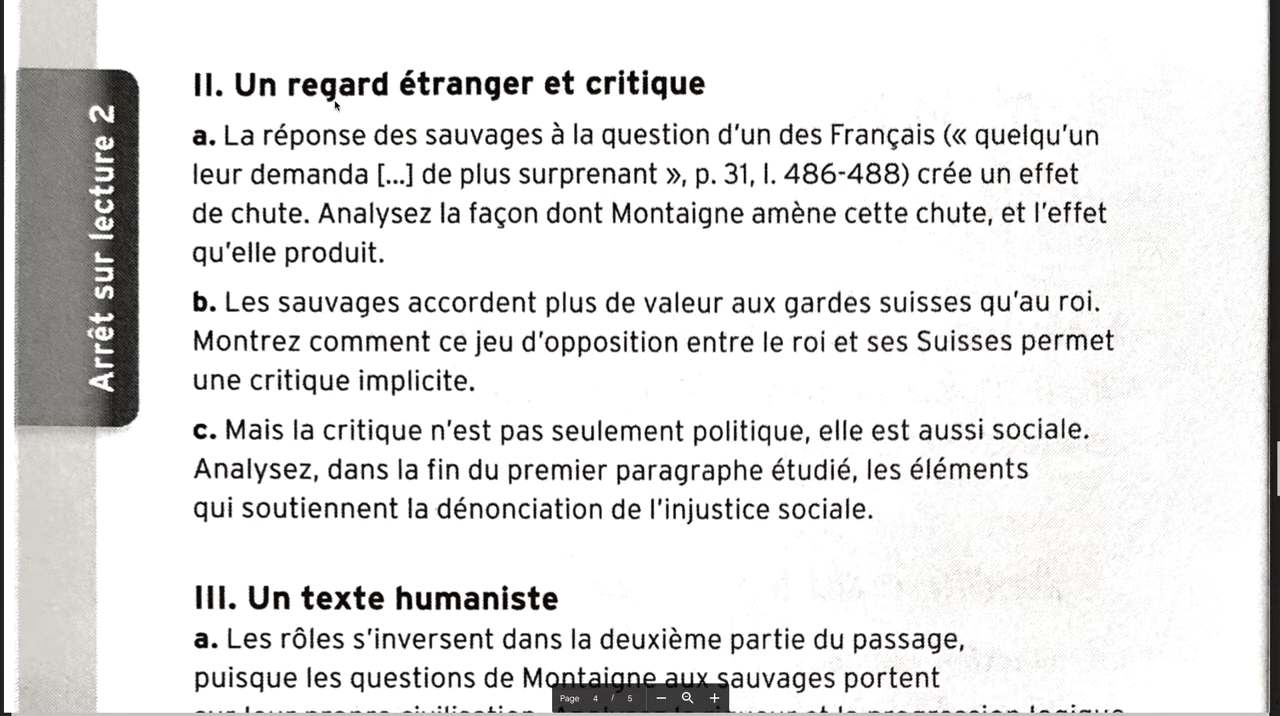 Arrêt sur lecture 2
II. Un regard étranger et critique
a. La réponse des sauvages à la question d'un des Français (« quelqu'un
leur demanda [...] de plus surprenant », p. 31, l. 486-488) crée un effet
de chute. Analysez la façon dont Montaigne amène cette chute, et l'effet
qu'elle produit.
b. Les sauvages accordent plus de valeur aux gardes suisses qu'au roi.
Montrez comment ce jeu d'opposition entre le roi et ses Suisses permet
une critique implicite.
c. Mais la critique n'est pas seulement politique, elle est aussi sociale.
Analysez, dans la fin du premier paragraphe étudié, les éléments
qui soutiennent la dénonciation de l'injustice sociale.
III. Un texte humaniste
a. Les rôles s'inversent dans la deuxième partie du passage,
puisque les questions de Montaigne aux sauvages portent
Page 4 / 5